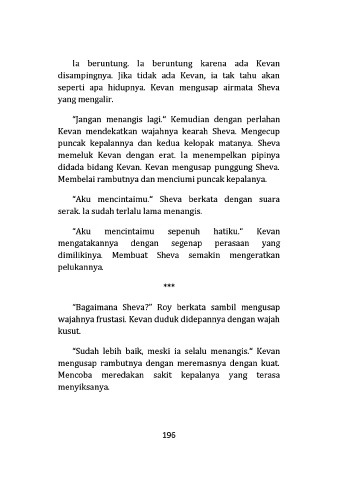 Ia beruntung. Ia beruntung karena ada Kevan
disampingnya. Jika tidak ada Kevan, ia tak tahu akan
seperti apa hidupnya. Kevan mengusap airmata Sheva
yang mengalir.
“Jangan menangis lagi.” Kemudian dengan perlahan
Kevan mendekatkan wajahnya kearah Sheva. Mengecup
puncak kepalannya dan kedua kelopak matanya. Sheva
memeluk Kevan dengan erat. Ia menempelkan pipinya
didada bidang Kevan. Kevan mengusap punggung Sheva.
Membelai rambutnya dan menciumi puncak kepalanya.
“Aku mencintaimu.” Sheva berkata dengan suara
serak. Ia sudah terlalu lama menangis.
“Aku mencintaimu sepenuh hatiku.” Kevan
mengatakannya dengan segenap perasaan yang
dimilikinya. Membuat Sheva semakin mengeratkan
pelukannya.
***
“Bagaimana Sheva?” Roy berkata sambil mengusap
wajahnya frustasi. Kevan duduk didepannya dengan wajah
kusut.
“Sudah lebih baik, meski ia selalu menangis.” Kevan
mengusap rambutnya dengan meremasnya dengan kuat.
Mencoba meredakan sakit kepalanya yang terasa
menyiksanya.
196